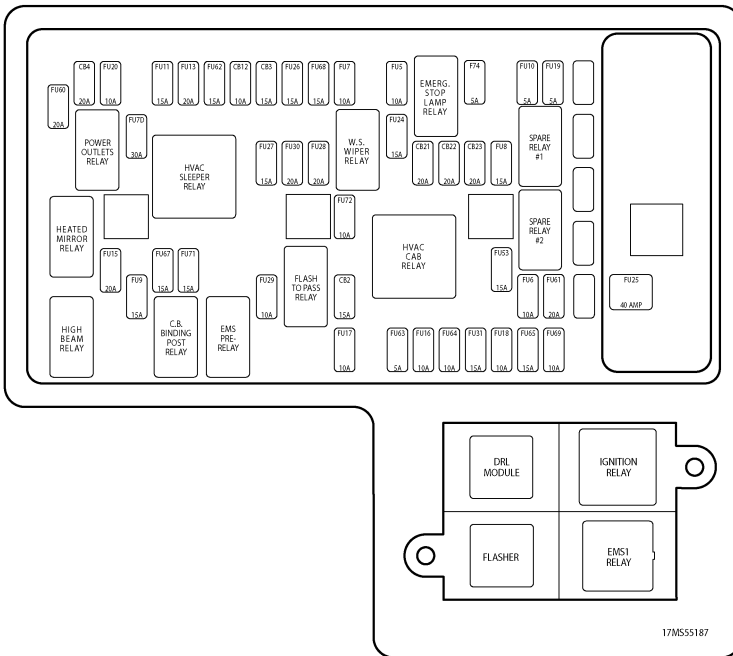 CB4
20A
FU20
10A
FU11
15A
FU13
20A
FU62
15A
CB12
10A
CB3
15A
FU26
15A
FU68
15A
FU7
10A
FU5
10A
EMERG.
STOP
LAMP
RELAY
F74
5A
FU10
5A
FU19
5A
FU60
20A
POWER
OUTLETS
RELAY
FU7D
30A
HVAC
SLEEPER
RELAY
FU27
15A
FU30
20A
FU28
20A
W.S.
WIPER
RELAY
FU24
15A
CB21
20A
CB22
20A
CB23
20A
FU8
15A
SPARE
RELAY
#1
HEATED
MIRROR
RELAY
FU72
10A
HVAC
CAB
RELAY
SPARE
RELAY
#2
FU15
20A
FU9
15A
FU67
15A
FU71
15A
FU29
10A
FLASH
TO PASS
RELAY
CB2
15A
FU53
15A
FU6
10A
FU61
20A
FU25
40 AMP
HIGH
BEAM
RELAY
C.B.
BINDING
POST
RELAY
EMS
PRE-
RELAY
FU17
10A
FU63
5A
FU16
10A
FU64
10A
FU31
15A
FU18
10A
FU65
15A
FU69
10A
DRL
MODULE
IGNITION
RELAY
FLASHER
EMS1
RELAY
17MS55187